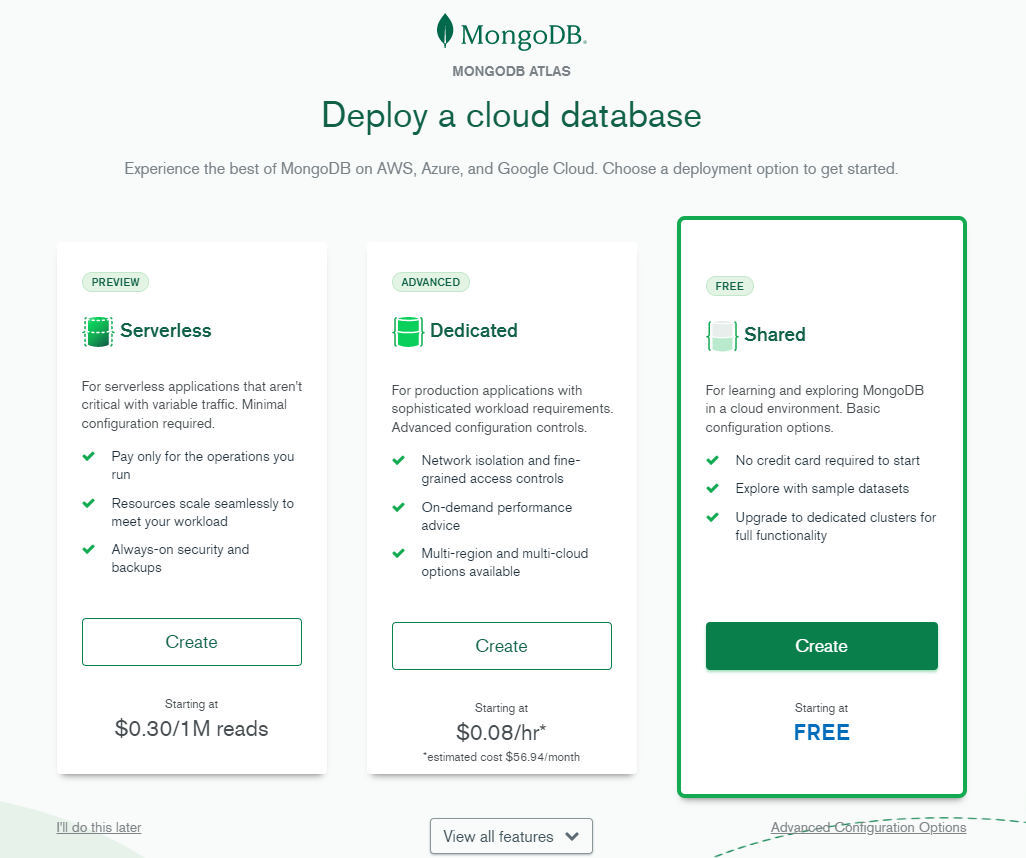 MongoDB.
MONGODB ATLAS
Deploy a cloud database
Experience the best of MongoDB on AWS, Azure, and Google Cloud. Choose a deployment option to get started.
PREVIEW
Serverless
For serverless applications that aren't
critical with variable traffic. Minimal
configuration required.
Pay only for the operations you
run
Resources scale seamlessly to
meet your workload
Always-on security and
backups
Create
Starting at
$0.30/1M reads
ADVANCED
Dedicated
For production applications with
sophisticated workload requirements.
Advanced configuration controls.
Network isolation and fine-
grained access controls
On-demand performance
advice
Multi-region and multi-cloud
options available
Create
Starting at
$0.08/hr*
*estimated cost $56.94/month
FREE
Shared
For learning and exploring MongoDB
in a cloud environment. Basic
configuration options.
No credit card required to start
Explore with sample datasets
Upgrade to dedicated clusters for
full functionality
Create
Starting at
FREE
I'll do this later
View all features
Advanced Configuration Options